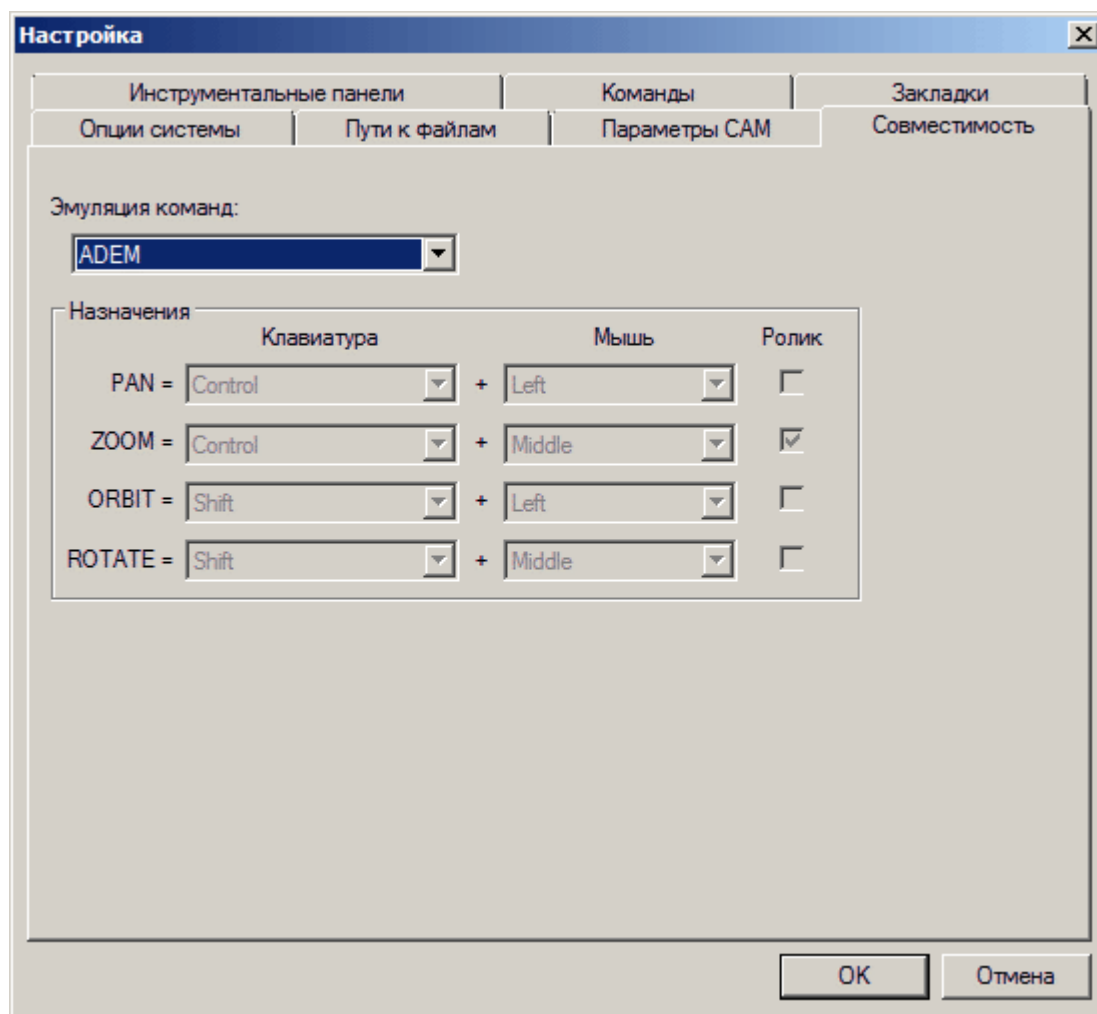 Настройка
Инструментальные панели Команды Закладки
Опции системы Пути к файлам Параметры CAM Совместимость
Эмуляция команд:
ADEM
Назначения
Клавиатура Мышь Ролик
PAN = Control + Left
ZOOM = Control + Middle
ORBIT = Shift + Left
ROTATE = Shift + Middle
OK Отмена